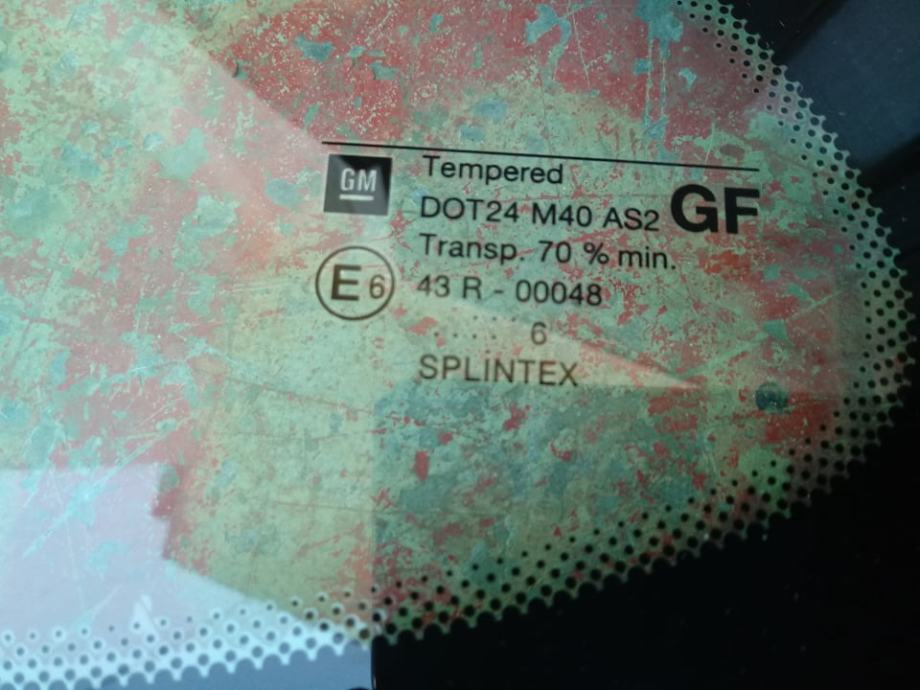 GM
Tempered
DOT24 M40 AS2 GF
Transp. 70 % min.
E6 43 R - 00048
. . . . . . 6
SPLINTEX